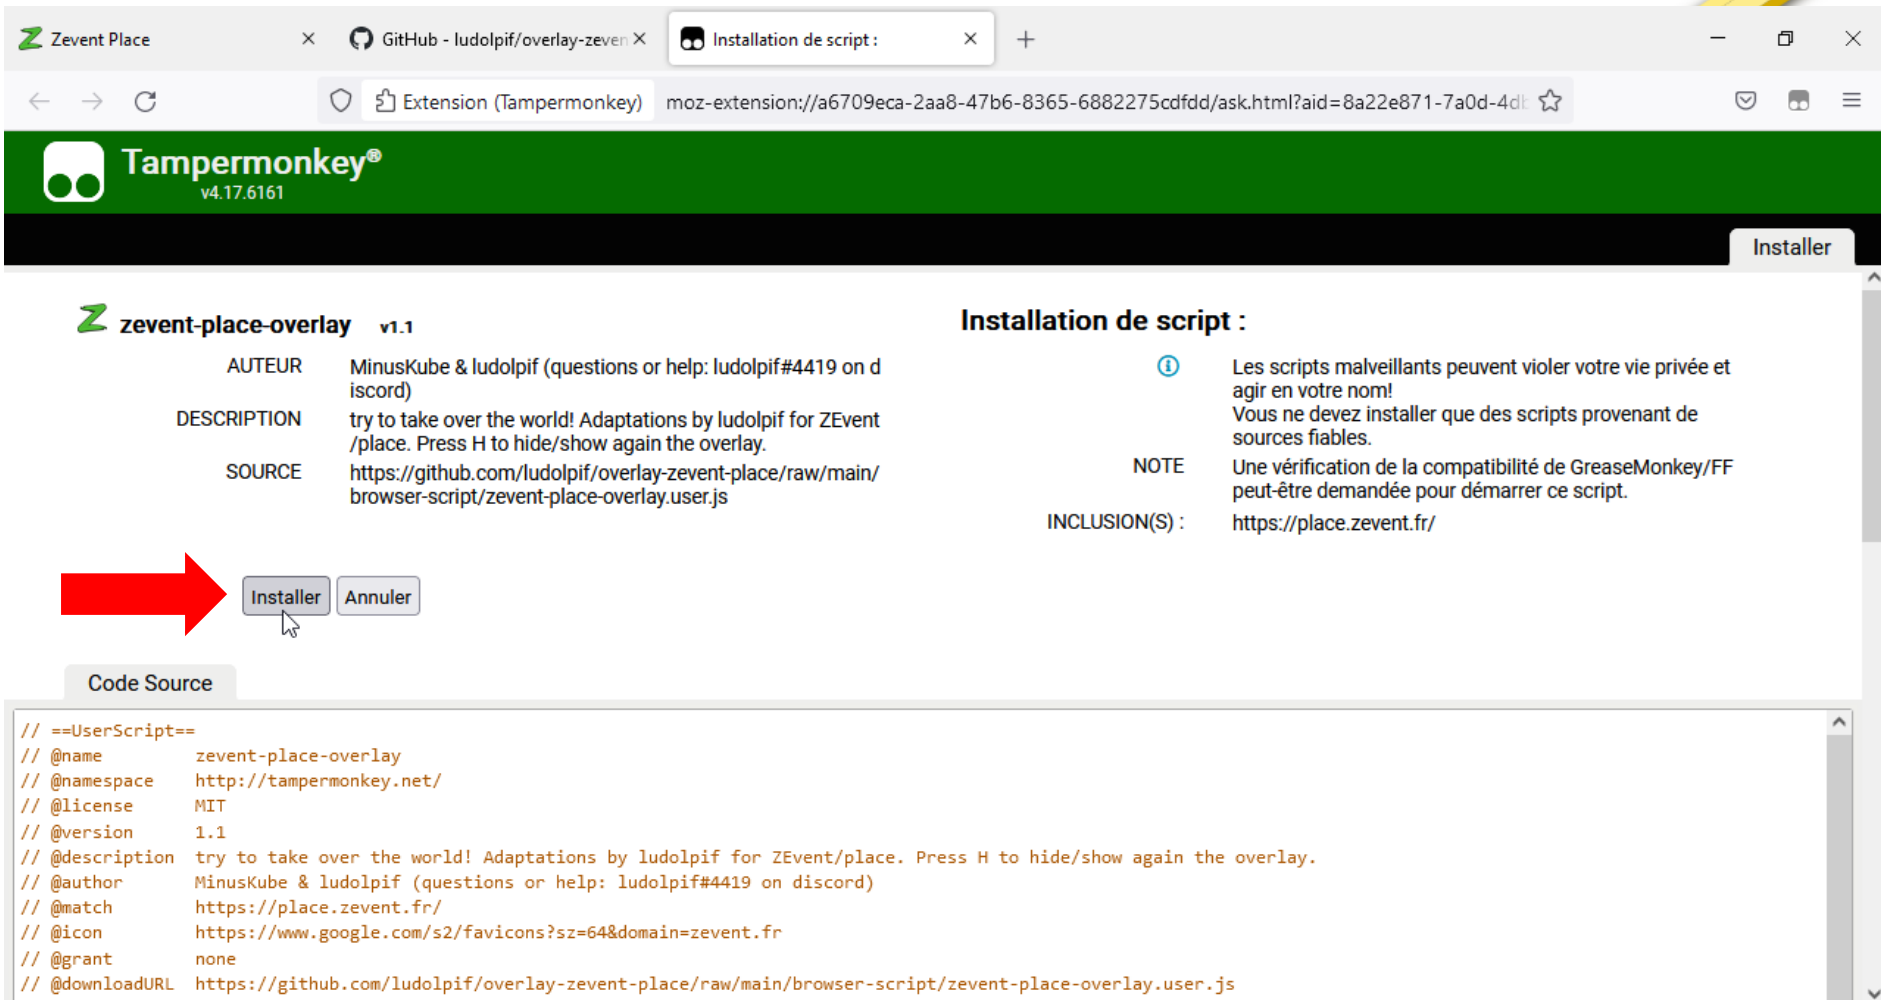 Zevent Place
GitHub - ludolpif/overlay-zeven
Installation de script :
Extension (Tampermonkey)
moz-extension://a6709eca-2aa8-47b6-8365-6882275cdfdd/ask.html?aid=8a22e871-7a0d-4db
Tampermonkey®
v4.17.6161
Installer
zevent-place-overlay v1.1
AUTEUR
MinusKube & ludolpif (questions or help: ludolpif#4419 on d
iscord)
DESCRIPTION
try to take over the world! Adaptations by ludolpif for ZEvent
/place. Press H to hide/show again the overlay.
SOURCE
https://github.com/ludolpif/overlay-zevent-place/raw/main/
browser-script/zevent-place-overlay.user.js
Installation de script :
Les scripts malveillants peuvent violer votre vie privée et
agir en votre nom!
Vous ne devez installer que des scripts provenant de
sources fiables.
NOTE
Une vérification de la compatibilité de GreaseMonkey/FF
peut-être demandée pour démarrer ce script.
INCLUSION(S) :
https://place.zevent.fr/
Installer
Annuler
Code Source
// ==UserScript==
// @name zevent-place-overlay
// @namespace http://tampermonkey.net/
// @license MIT
// @version 1.1
// @description try to take over the world! Adaptations by ludolpif for ZEvent/place. Press H to hide/show again the overlay.
// @author MinusKube & ludolpif (questions or help: ludolpif#4419 on discord)
// @match https://place.zevent.fr/
// @icon https://www.google.com/s2/favicons?sz=64&domain=zevent.fr
// @grant none
// @downloadURL https://github.com/ludolpif/overlay-zevent-place/raw/main/browser-script/zevent-place-overlay.user.js